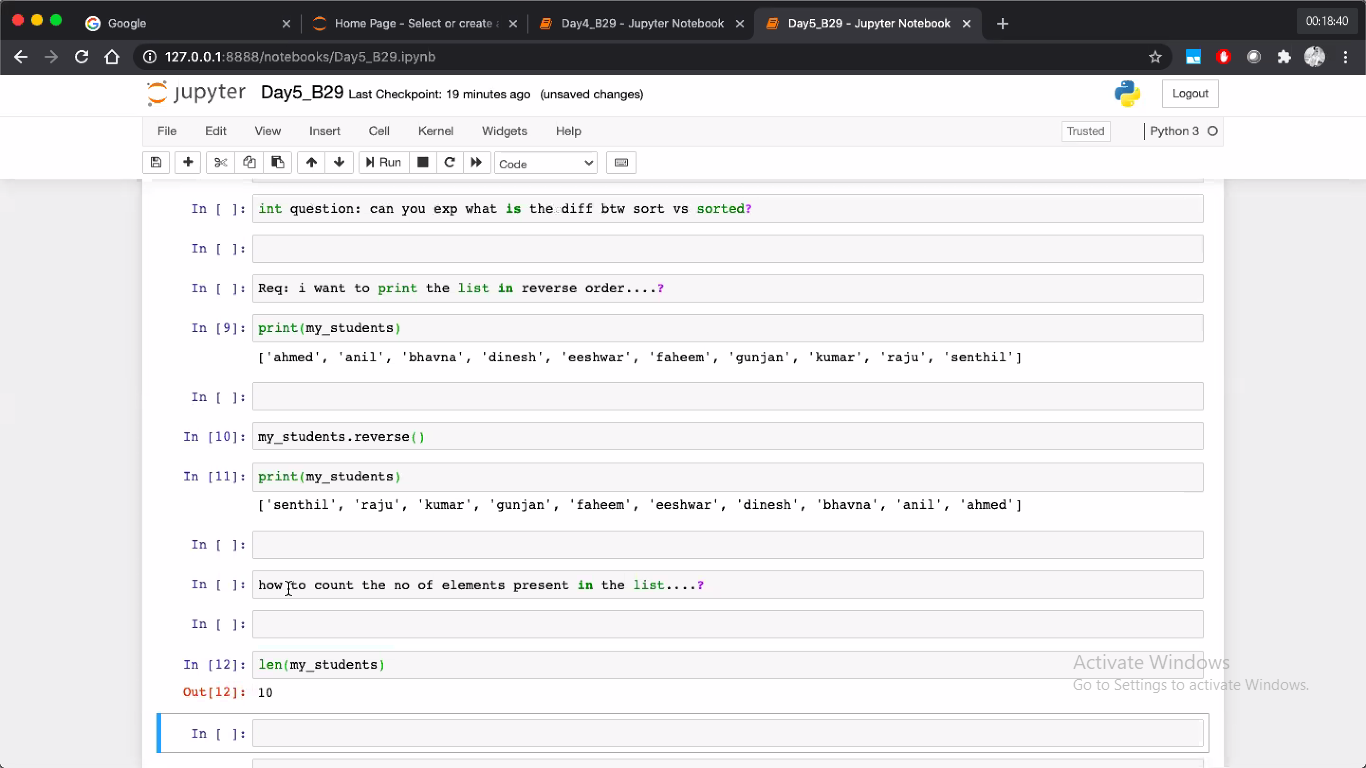 Google
Home Page - Select or create a
Day4_B29 - Jupyter Notebook
Day5_B29 - Jupyter Notebook
00:18:40
127.0.0.1:8888/notebooks/Day5_B29.ipynb
jupyter Day5_B29 Last Checkpoint: 19 minutes ago (unsaved changes)
Logout
File Edit View Insert Cell Kernel Widgets Help
Trusted
Python 3
Run
Code
In [ ]: int question: can you exp what is the diff btw sort vs sorted?
In [ ]:
In [ ]: Req: i want to print the list in reverse order....?
In [9]: print(my_students)
['ahmed', 'anil', 'bhavna', 'dinesh', 'eeshwar', 'faheem', 'gunjan', 'kumar', 'raju', 'senthil']
In [ ]:
In [10]: my_students.reverse()
In [11]: print(my_students)
['senthil', 'raju', 'kumar', 'gunjan', 'faheem', 'eeshwar', 'dinesh', 'bhavna', 'anil', 'ahmed']
In [ ]:
In [ ]: how to count the no of elements present in the list....?
In [ ]:
In [12]: len(my_students)
Out[12]: 10
In [ ]:
Activate Windows
Go to Settings to activate Windows.